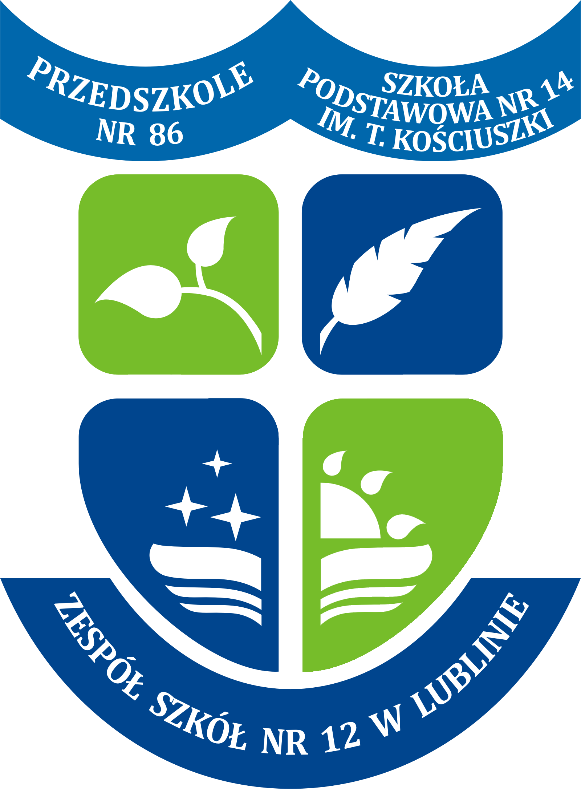 PRZEDSZKOLE
NR 86
SZKOŁA
PODSTAWOWA NR 14
IM. T. KOŚCIUSZKI
ZESPÓŁ SZKÓŁ NR 12 W LUBLINIE